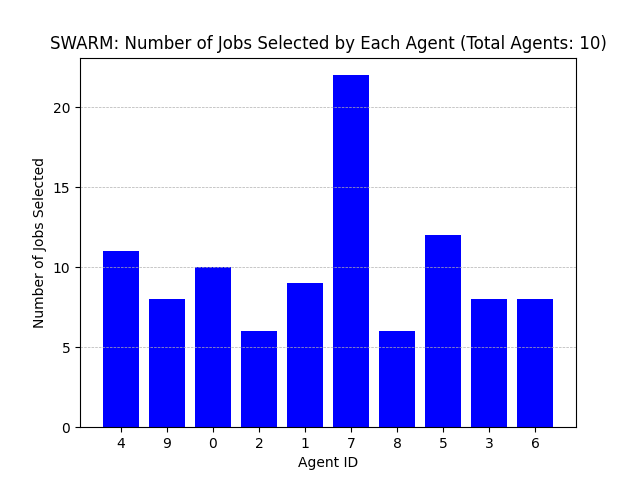 SWARM: Number of Jobs Selected by Each Agent (Total Agents: 10)
Number of Jobs Selected
20
15
10
5
0
4 9 0 2 1 7 8 5 3 6
Agent ID